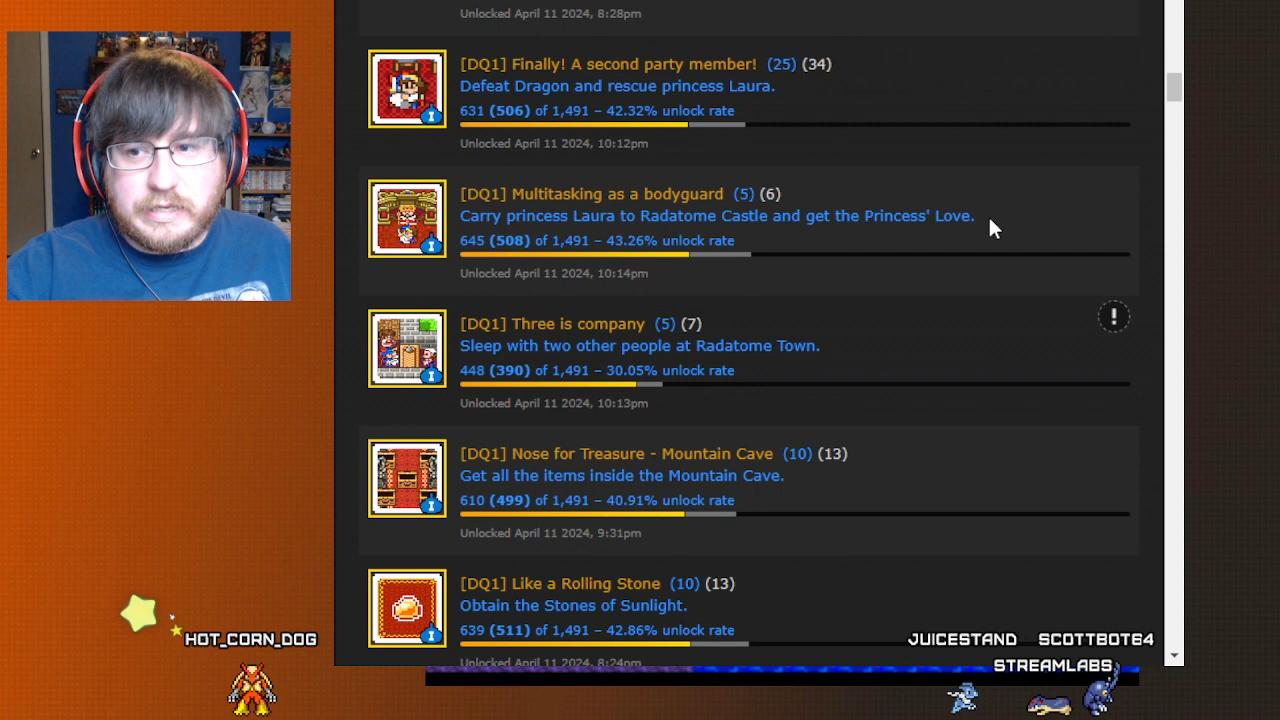 Unlocked April 11 2024, 8:28pm
[DQ1] Finally! A second party member! (25) (34)
Defeat Dragon and rescue princess Laura.
631 (506) of 1,491 – 42.32% unlock rate
Unlocked April 11 2024, 10:12pm
[DQ1] Multitasking as a bodyguard (5) (6)
Carry princess Laura to Radatome Castle and get the Princess' Love.
645 (508) of 1,491 – 43.26% unlock rate
Unlocked April 11 2024, 10:14pm
[DQ1] Three is company (5) (7)
!
Sleep with two other people at Radatome Town.
448 (390) of 1,491 – 30.05% unlock rate
Unlocked April 11 2024, 10:13pm
[DQ1] Nose for Treasure - Mountain Cave (10) (13)
Get all the items inside the Mountain Cave.
610 (499) of 1,491 – 40.91% unlock rate
Unlocked April 11 2024, 9:31pm
[DQ1] Like a Rolling Stone (10) (13)
Obtain the Stones of Sunlight.
639 (511) of 1,491 – 42.86% unlock rate
Unlocked April 11 2024, 8:24pm
HOT_CORN_DOG
JUICESTAND SCOTTBOT64
STREAMLABS